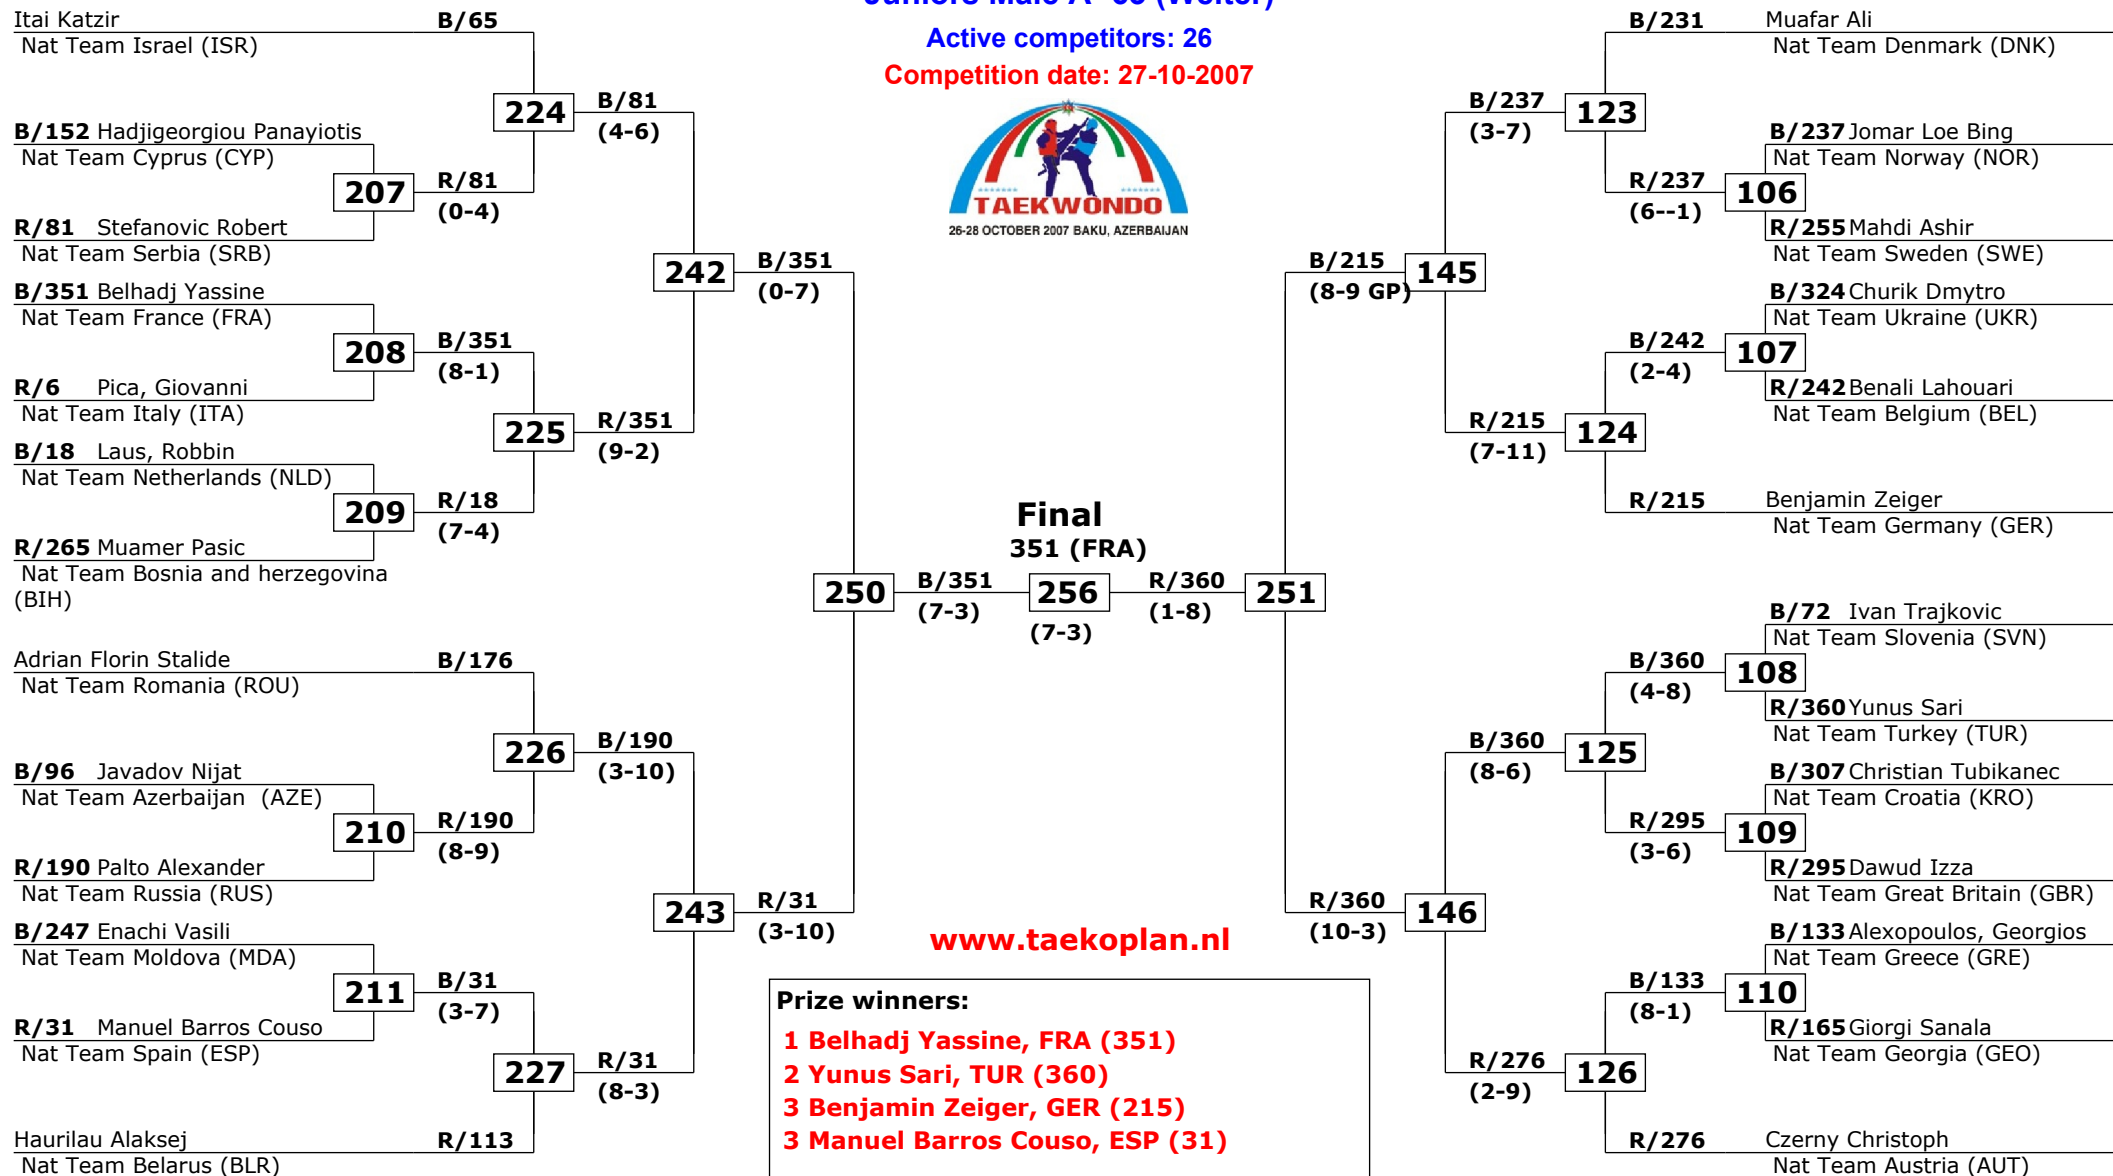 Juniors Male A -63 (Welter)
Active competitors: 26
Competition date: 27-10-2007
TAEKWONDO
26-28 OCTOBER 2007 BAKU, AZERBAIJAN
Itai Katzir B/65
Nat Team Israel (ISR)
224
B/81
(4-6)
B/152 Hadjigeorgiou Panayiotis
Nat Team Cyprus (CYP)
207
R/81
(0-4)
R/81 Stefanovic Robert
Nat Team Serbia (SRB)
242
B/351
(0-7)
B/351 Belhadj Yassine
Nat Team France (FRA)
208
B/351
(8-1)
R/6 Pica, Giovanni
Nat Team Italy (ITA)
225
R/351
(9-2)
B/18 Laus, Robbin
Nat Team Netherlands (NLD)
209
R/18
(7-4)
R/265 Muamer Pasic
Nat Team Bosnia and herzegovina
(BIH)
250
B/351
(7-3)
Final
351 (FRA)
256
(7-3)
R/360
(1-8)
251
Adrian Florin Stalide B/176
Nat Team Romania (ROU)
226
B/190
(3-10)
B/96 Javadov Nijat
Nat Team Azerbaijan (AZE)
210
R/190
(8-9)
R/190 Palto Alexander
Nat Team Russia (RUS)
243
R/31
(3-10)
B/247 Enachi Vasili
Nat Team Moldova (MDA)
211
B/31
(3-7)
R/31 Manuel Barros Couso
Nat Team Spain (ESP)
227
R/31
(8-3)
Haurilau Alaksej R/113
Nat Team Belarus (BLR)
B/231 Muafar Ali
Nat Team Denmark (DNK)
B/237
(3-7)
123
B/237 Jomar Loe Bing
Nat Team Norway (NOR)
R/237
(6--1)
106
R/255 Mahdi Ashir
Nat Team Sweden (SWE)
B/215
(8-9 GP)
145
B/324 Churik Dmytro
Nat Team Ukraine (UKR)
B/242
(2-4)
107
R/242 Benali Lahouari
Nat Team Belgium (BEL)
R/215
(7-11)
124
R/215 Benjamin Zeiger
Nat Team Germany (GER)
B/72 Ivan Trajkovic
Nat Team Slovenia (SVN)
B/360
(4-8)
108
R/360 Yunus Sari
Nat Team Turkey (TUR)
B/360
(8-6)
125
B/307 Christian Tubikanec
Nat Team Croatia (KRO)
R/295
(3-6)
109
R/295 Dawud Izza
Nat Team Great Britain (GBR)
R/360
(10-3)
146
B/133 Alexopoulos, Georgios
Nat Team Greece (GRE)
B/133
(8-1)
110
R/165 Giorgi Sanala
Nat Team Georgia (GEO)
R/276
(2-9)
126
R/276 Czerny Christoph
Nat Team Austria (AUT)
www.taekoplan.nl
Prize winners:
1 Belhadj Yassine, FRA (351)
2 Yunus Sari, TUR (360)
3 Benjamin Zeiger, GER (215)
3 Manuel Barros Couso, ESP (31)